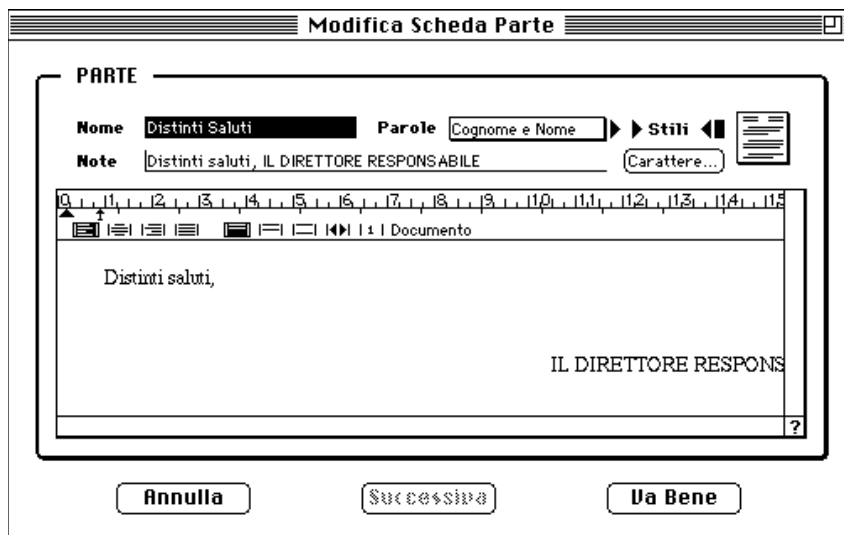 Modifica Scheda Parte
PARTE
Nome Distinti Saluti Parole Cognome e Nome Stili
Note Distinti saluti, IL DIRETTORE RESPONSABILE Carattere...
0 1 2 3 4 5 6 7 8 9 10 11 12 13 14 15
1 Documento
Distinti saluti,
IL DIRETTORE RESPONS
?
Annulla Successiva Va Bene